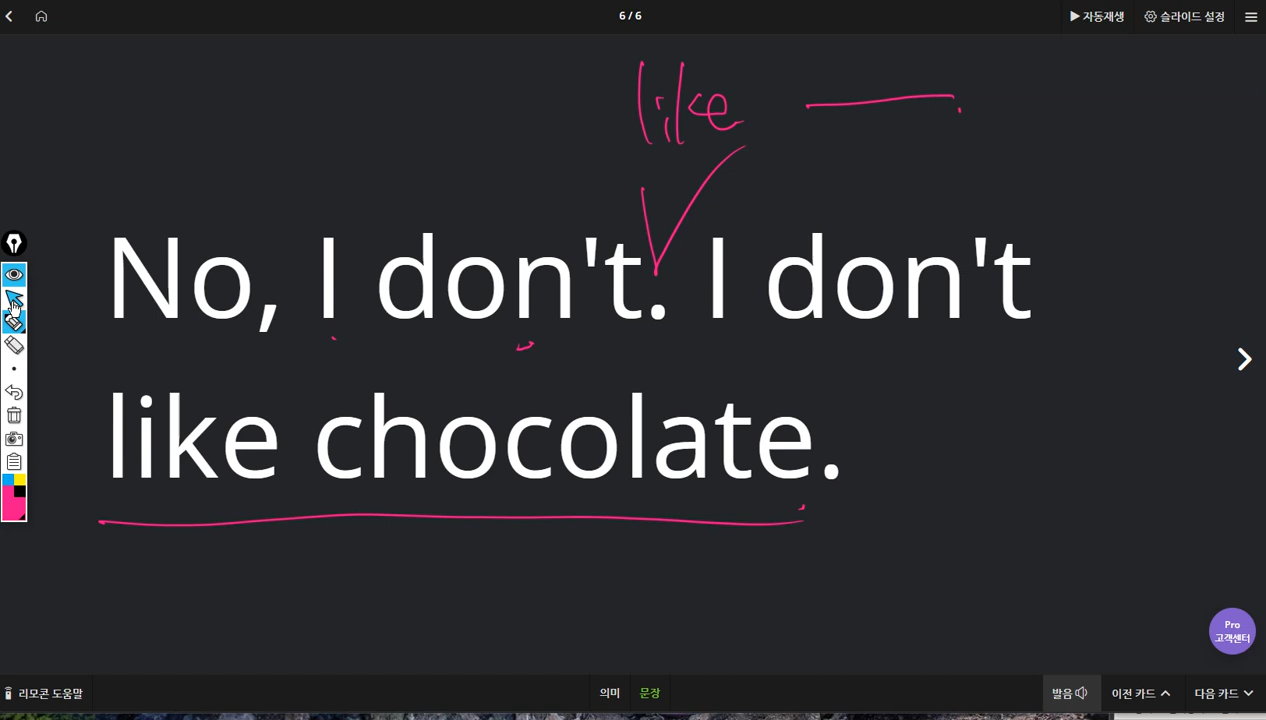 6 / 6
자동재생
슬라이드 설정
like
No, I don't. I don't
like chocolate.
Pro
고객센터
리모콘 도움말
의미
문장
발음
이전 카드
다음 카드